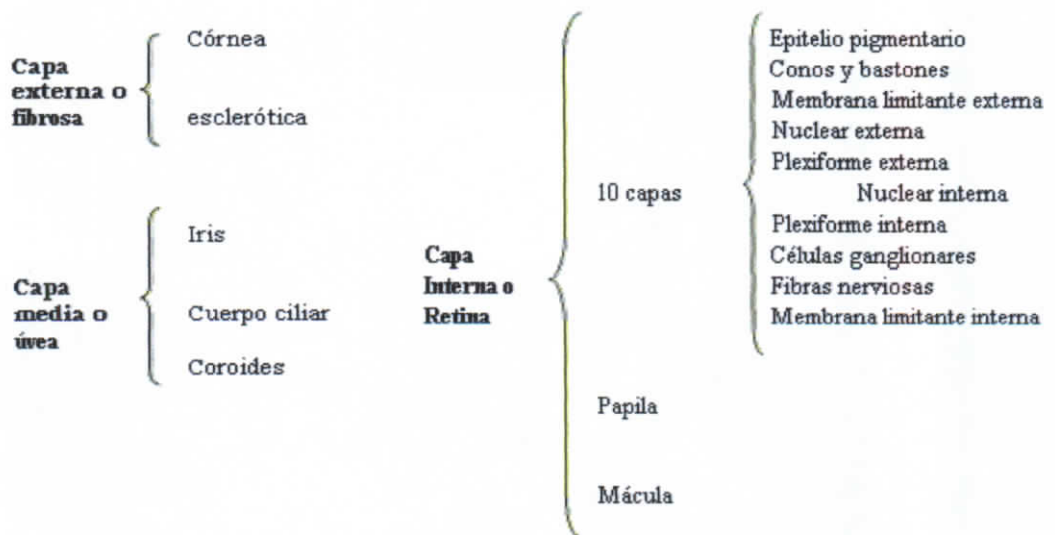 Capa
externa o
fibrosa
Córnea
esclerótica
Capa
media o
úvea
Iris
Cuerpo ciliar
Coroides
Capa
Interna o
Retina
10 capas
Epitelio pigmentario
Conos y bastones
Membrana limitante externa
Nuclear externa
Plexiforme externa
Nuclear interna
Plexiforme interna
Células ganglionares
Fibras nerviosas
Membrana limitante interna
Papila
Mácula